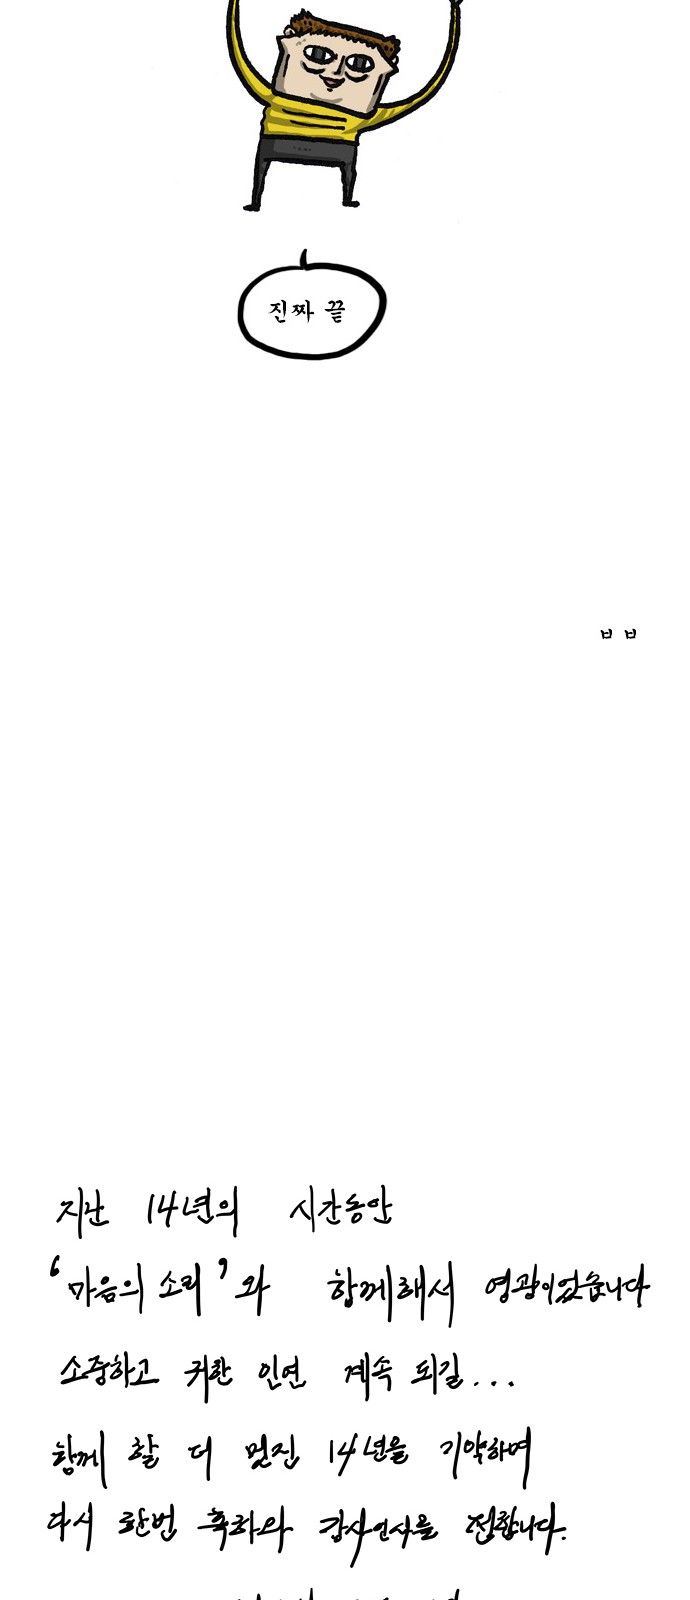 진짜 끝
ㅂㅂ
지난 14년의 시간동안
'마음의 소리'와 함께해서 영광이었습니다
소중하고 귀한 인연 계속 되길...
함께 할 더 멋진 14년을 기약하며
다시 한번 축하와 감사인사를 전합니다.